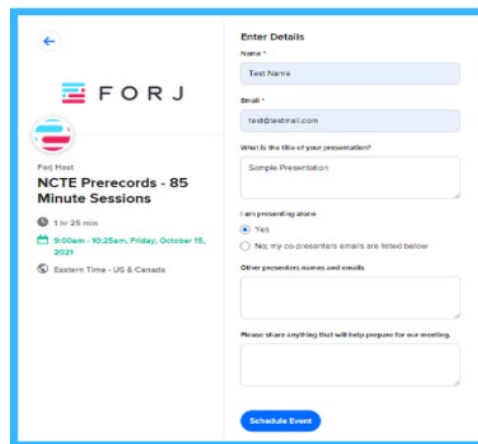 FORJ
Forj Host
NCTE Prerecords - 85
Minute Sessions
1 hr 25 min
9:00am - 10:25am, Friday, October 15,
2021
Eastern Time - US & Canada
Enter Details
Name *
Test Name
Email *
test@testmail.com
What is the title of your presentation?
Sample Presentation
I am presenting alone
Yes
No; my co-presenters emails are listed below
Other presenters names and emails
Please share anything that will help prepare for our meeting.
Schedule Event